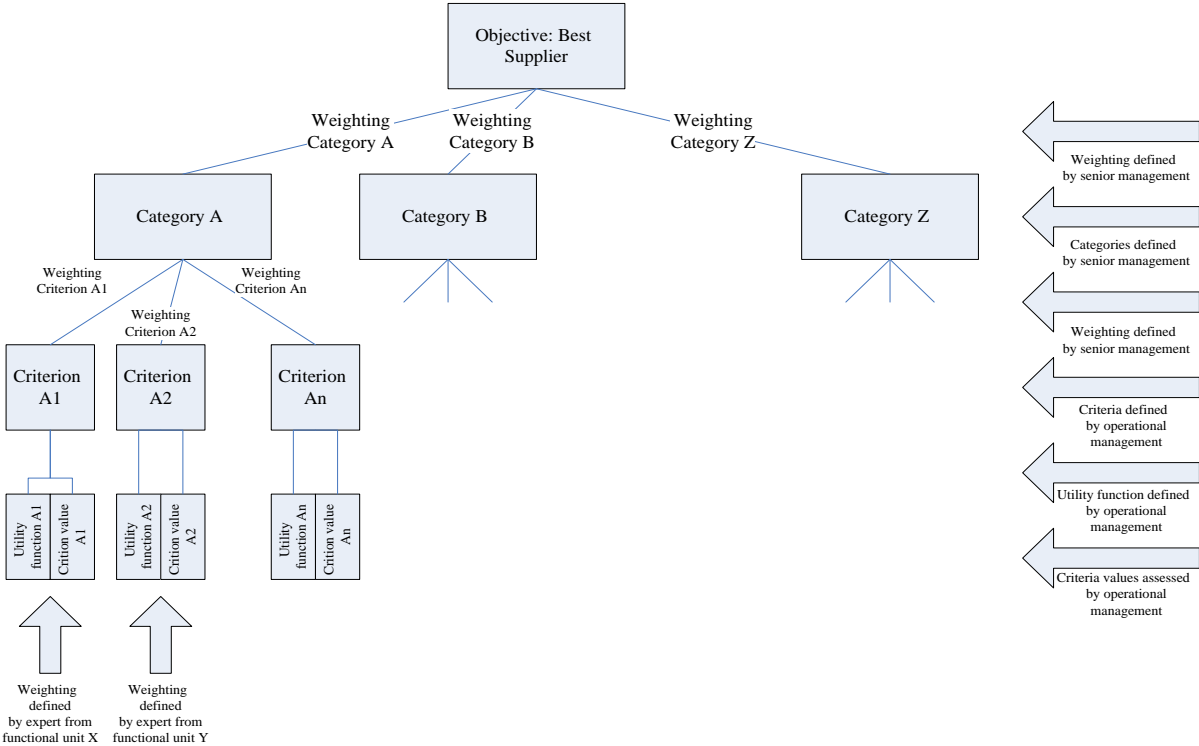 Objective: Best
Supplier
Weighting
Category A
Weighting
Category B
Weighting
Category Z
Weighting defined
by senior management
Category A
Category B
Category Z
Categories defined
by senior management
Weighting
Criterion A1
Weighting
Criterion A2
Weighting
Criterion An
Weighting defined
by senior management
Criterion
A1
Criterion
A2
Criterion
An
Criteria defined
by operational
management
Utility
function A1
Crition value
A1
Utility
function A2
Crition value
A2
Utility
function An
Crition value
An
Utility function defined
by operational
management
Criteria values assessed
by operational
management
Weighting
defined
by expert from
functional unit X
Weighting
defined
by expert from
functional unit Y